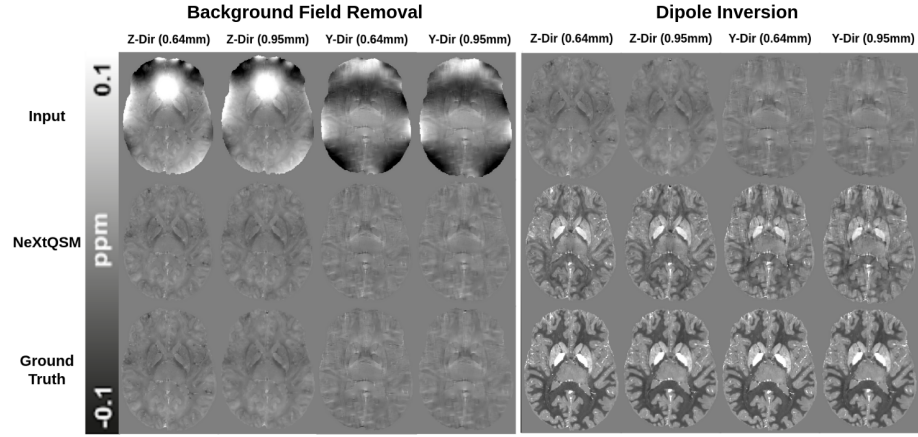 Background Field Removal
Dipole Inversion
Z-Dir (0.64mm) Z-Dir (0.95mm) Y-Dir (0.64mm) Y-Dir (0.95mm)
Z-Dir (0.64mm) Z-Dir (0.95mm) Y-Dir (0.64mm) Y-Dir (0.95mm)
0.1
ppm
-0.1
Input
NeXtQSM
Ground
Truth